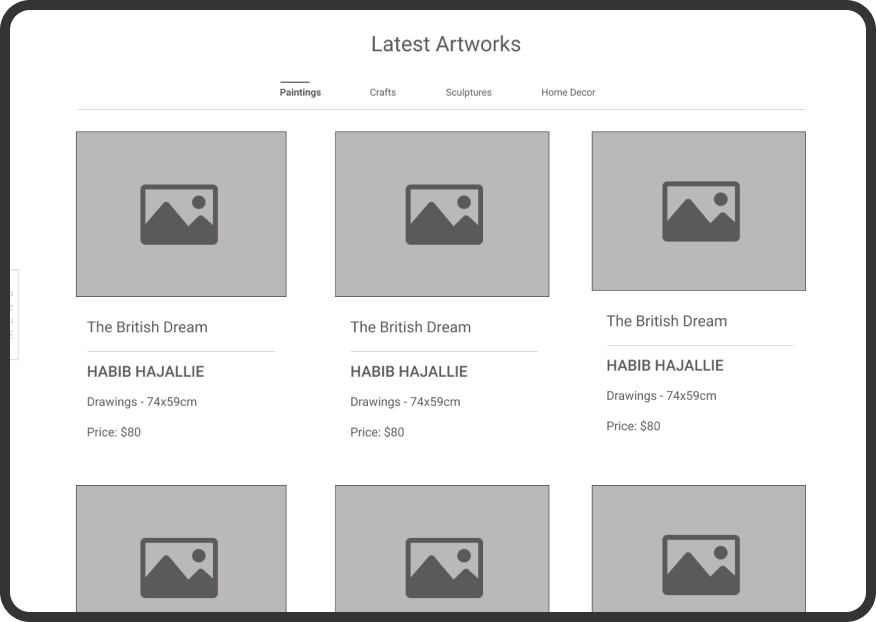 Latest Artworks
Paintings Crafts Sculptures Home Decor
The British Dream
HABIB HAJALLIE
Drawings - 74x59cm
Price: $80
The British Dream
HABIB HAJALLIE
Drawings - 74x59cm
Price: $80
The British Dream
HABIB HAJALLIE
Drawings - 74x59cm
Price: $80